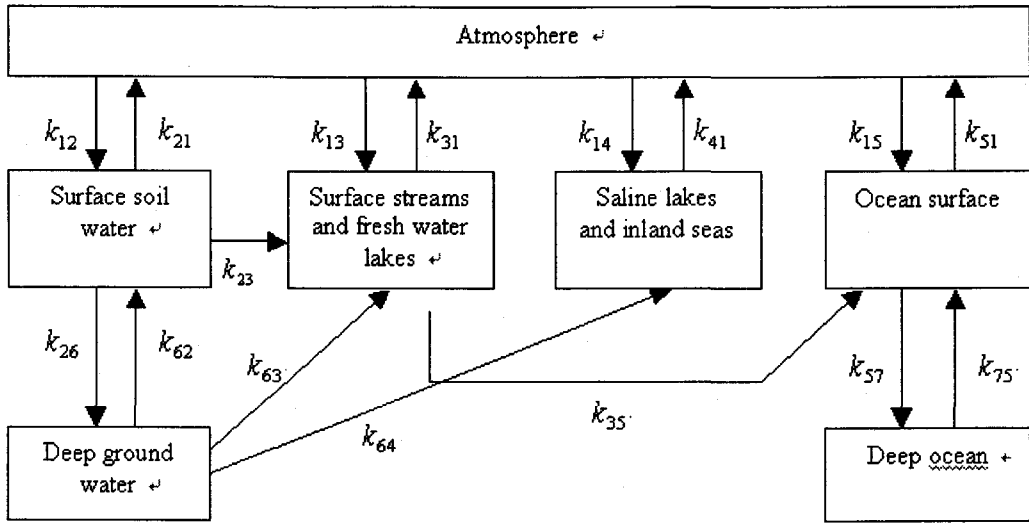 Atmosphere ↵
k12 k21 k13 k31 k14 k41 k15 k51
Surface soil
water ↵
Surface streams
and fresh water
lakes ↵
Saline lakes
and inland seas
Ocean surface
k23
k26 k62 k63 k64 k35 k57 k75
Deep ground
water ↵
Deep ocean ←